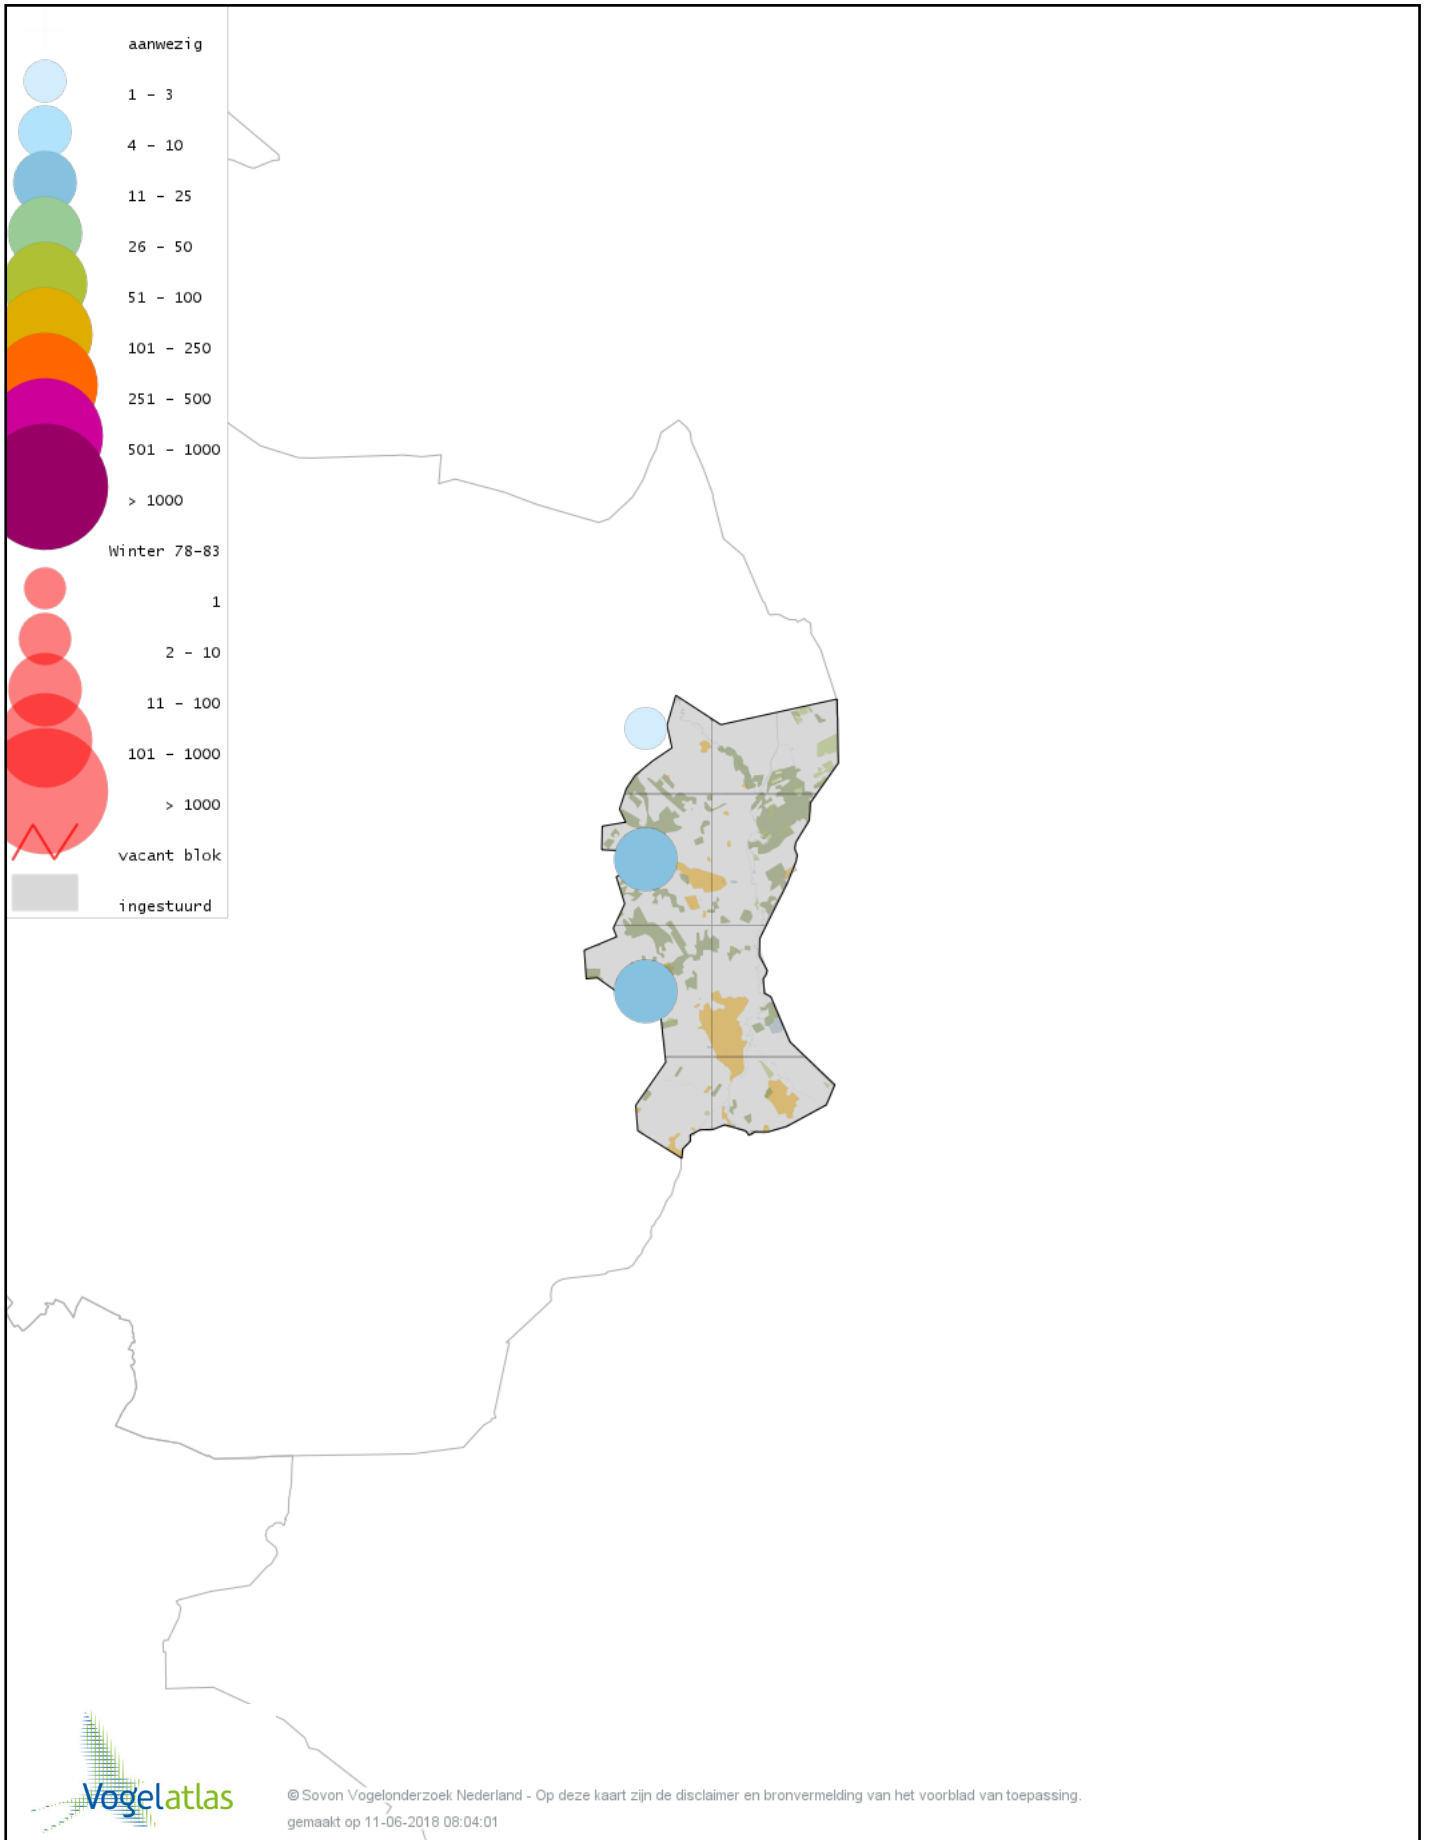 aanwezig
1 - 3
4 - 10
11 - 25
26 - 50
51 - 100
101 - 250
251 - 500
501 - 1000
> 1000
Winter 78-83
1
2 - 10
11 - 100
101 - 1000
> 1000
vacant blok
ingestuurd
Vogelatlas
© Sovon Vogelonderzoek Nederland - Op deze kaart zijn de disclaimer en bronvermelding van het voorblad van toepassing.
gemaakt op 11-06-2018 08:04:01